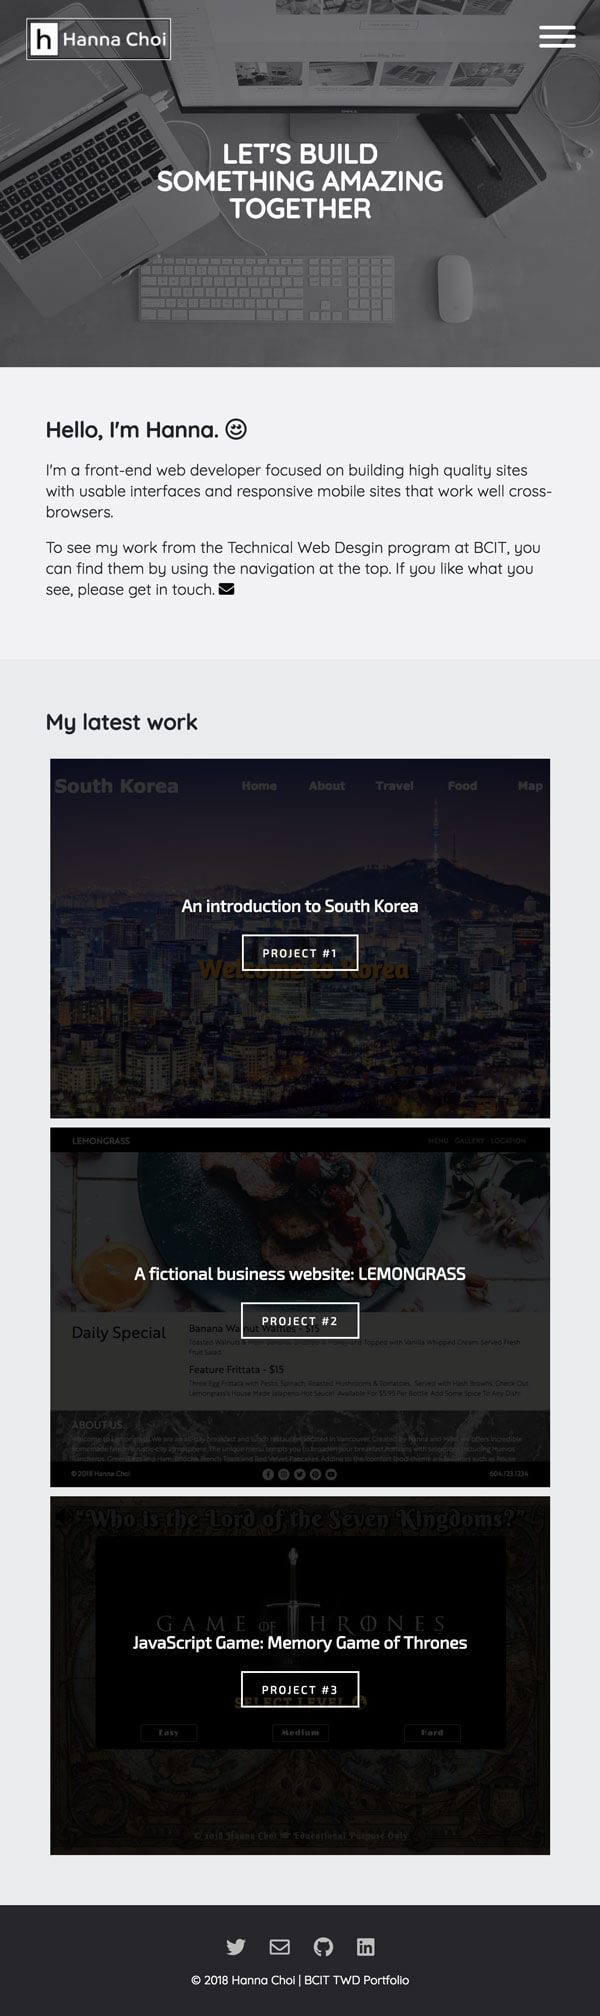 h Hanna Choi
LET'S BUILD
SOMETHING AMAZING
TOGETHER
Hello, I'm Hanna.
I'm a front-end web developer focused on building high quality sites
with usable interfaces and responsive mobile sites that work well cross-
browsers.
To see my work from the Technical Web Desgin program at BCIT, you
can find them by using the navigation at the top. If you like what you
see, please get in touch.
My latest work
South Korea Home About Travel Food Map
An introduction to South Korea
PROJECT #1
Welcome to Korea
LEMONGRASS MENU GALLERY LOCATION
A fictional business website: LEMONGRASS
PROJECT #2
Daily Special
Banana Walnut Waffles - $15
Feature Frittata - $15
ABOUT US
© 2018 Hanna Choi 604.123.1234
"Who is the Lord of the Seven Kingdoms?"
GAME OF THRONES
JavaScript Game: Memory Game of Thrones
PROJECT #3
SELECT LEVEL
Easy Medium Hard
© 2018 Hanna Choi Educational Purpose Only
© 2018 Hanna Choi | BCIT TWD Portfolio